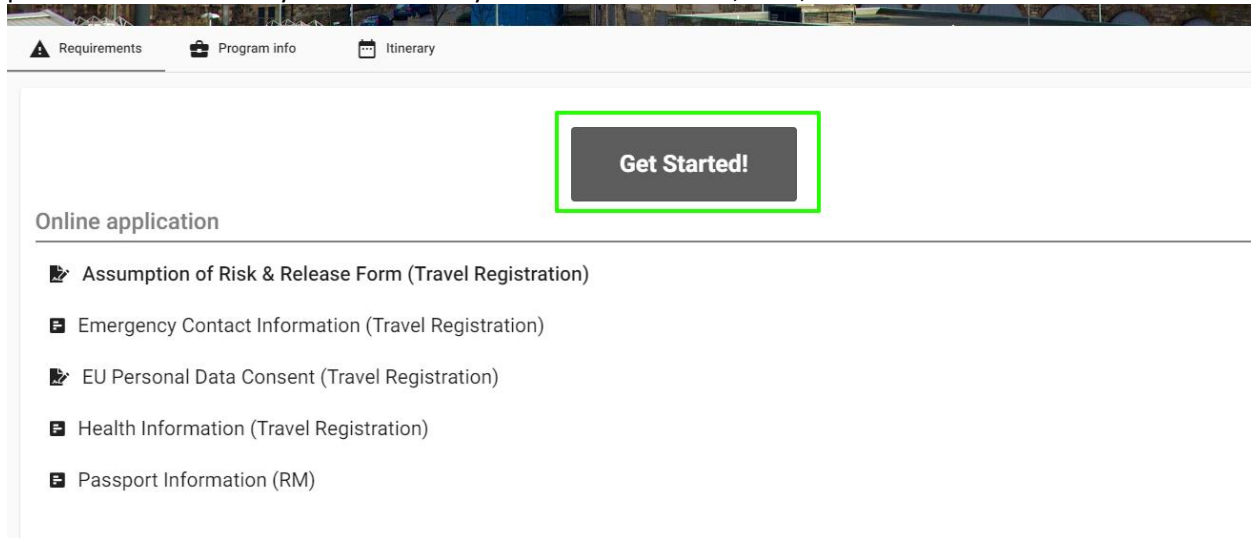 Requirements Program info Itinerary
Get Started!
Online application
Assumption of Risk & Release Form (Travel Registration)
Emergency Contact Information (Travel Registration)
EU Personal Data Consent (Travel Registration)
Health Information (Travel Registration)
Passport Information (RM)